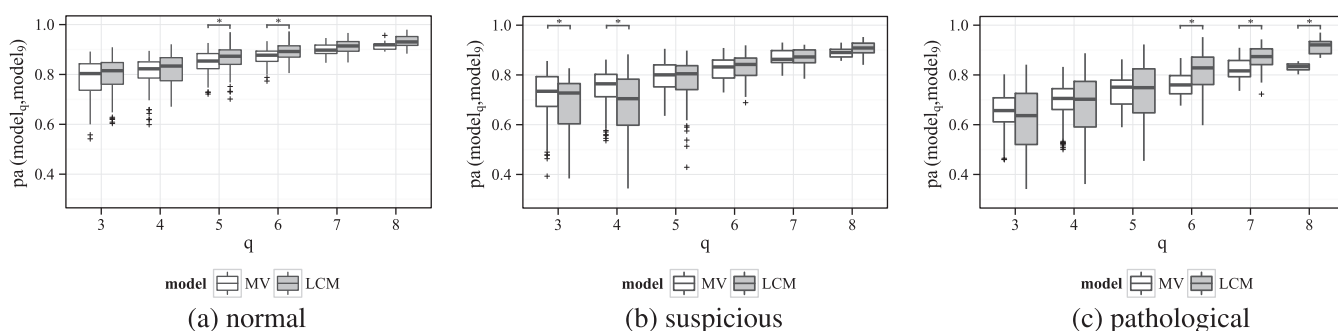 pa (model_q,model_9)
1.0
0.8
0.6
0.4
* *
3 4 5 6 7 8
q
model MV LCM
(a) normal
pa (model_q,model_9)
1.0
0.8
0.6
0.4
* *
3 4 5 6 7 8
q
model MV LCM
(b) suspicious
pa (model_q,model_9)
1.0
0.8
0.6
0.4
* * *
3 4 5 6 7 8
q
model MV LCM
(c) pathological